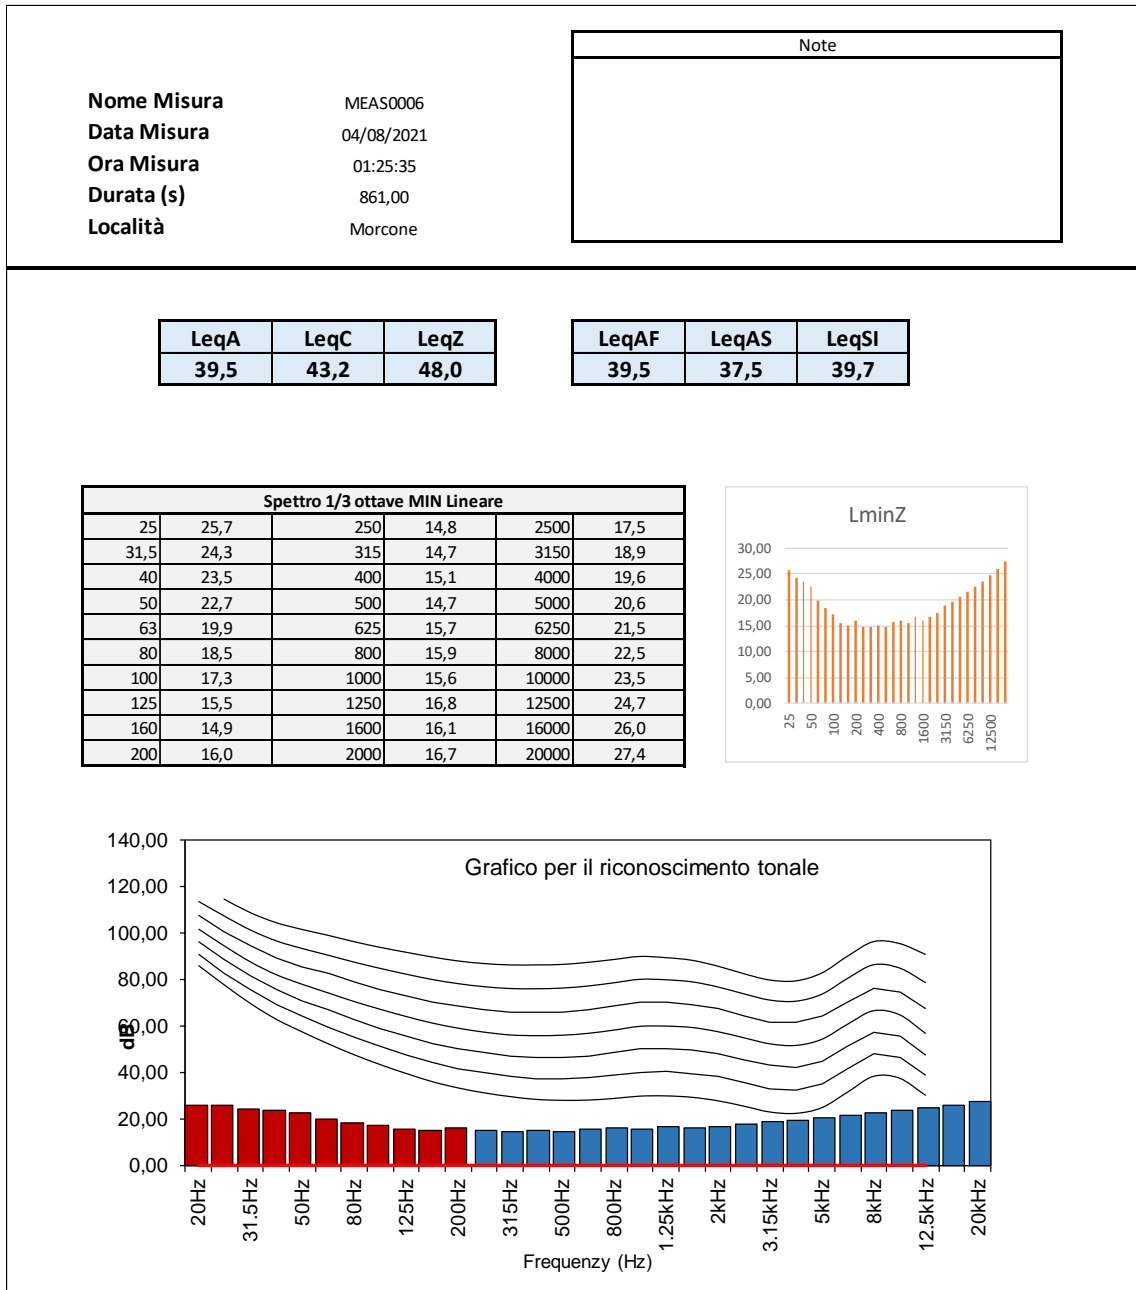 Note
Nome Misura MEAS0006
Data Misura 04/08/2021
Ora Misura 01:25:35
Durata (s) 861,00
Località Morcone
LeqA LeqC LeqZ
39,5 43,2 48,0
LeqAF LeqAS LeqSI
39,5 37,5 39,7
Spettro 1/3 ottave MIN Lineare
25 25,7 250 14,8 2500 17,5
31,5 24,3 315 14,7 3150 18,9
40 23,5 400 15,1 4000 19,6
50 22,7 500 14,7 5000 20,6
63 19,9 625 15,7 6250 21,5
80 18,5 800 15,9 8000 22,5
100 17,3 1000 15,6 10000 23,5
125 15,5 1250 16,8 12500 24,7
160 14,9 1600 16,1 16000 26,0
200 16,0 2000 16,7 20000 27,4
LminZ
30,00
25,00
20,00
15,00
10,00
5,00
0,00
25 50 100 200 400 800 1600 3150 6250 12500
Grafico per il riconoscimento tonale
140,00
120,00
100,00
80,00
60,00
40,00
20,00
0,00
dB
20Hz 31.5Hz 50Hz 80Hz 125Hz 200Hz 315Hz 500Hz 800Hz 1.25kHz 2kHz 3.15kHz 5kHz 8kHz 12.5kHz 20kHz
Frequenzy (Hz)